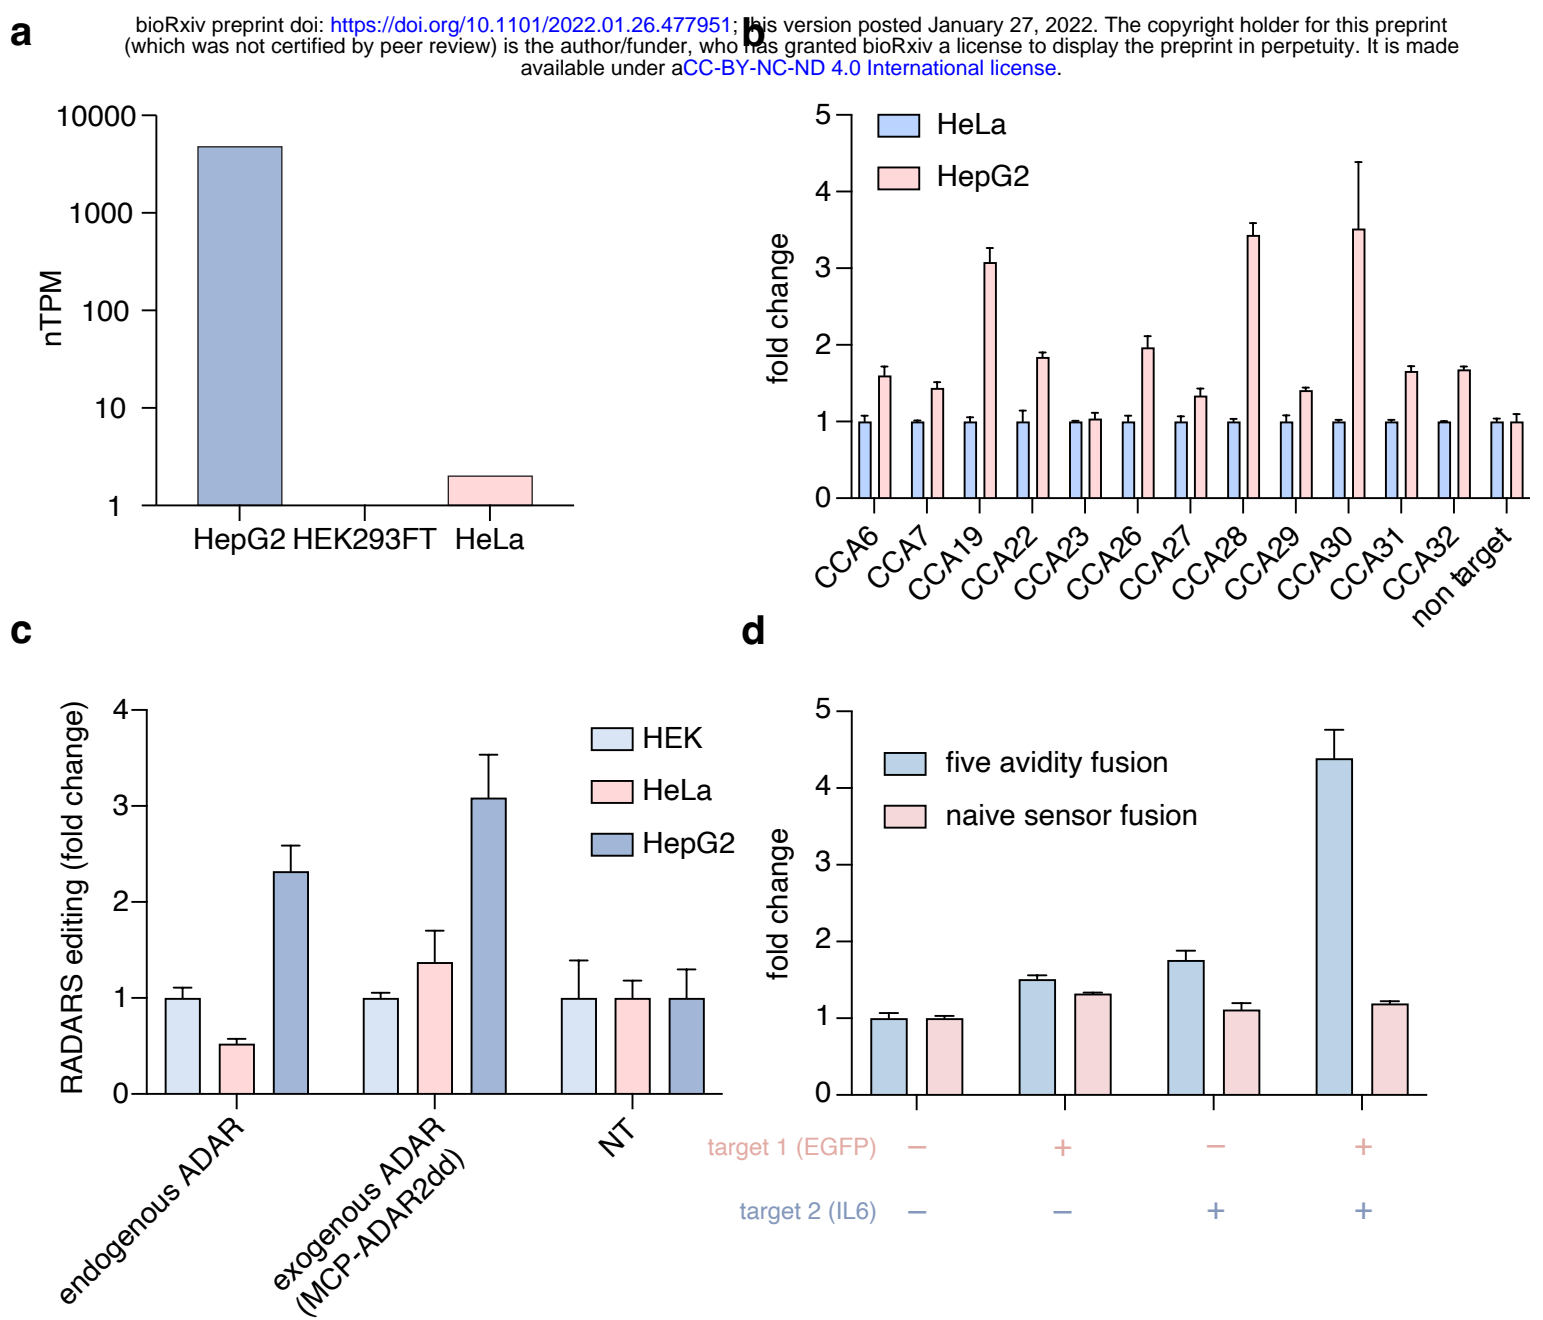 bioRxiv preprint doi: https://doi.org/10.1101/2022.01.26.477951; this version posted January 27, 2022. The copyright holder for this preprint
(which was not certified by peer review) is the author/funder, who has granted bioRxiv a license to display the preprint in perpetuity. It is made
available under aCC-BY-NC-ND 4.0 International license.
a
nTPM
10000
1000
100
10
1
HepG2 HEK293FT HeLa
b
fold change
5
4
3
2
1
0
HeLa
HepG2
CCA6
CCA7
CCA19
CCA22
CCA23
CCA26
CCA27
CCA28
CCA29
CCA30
CCA31
CCA32
non target
c
RADARS editing (fold change)
4
3
2
1
0
HEK
HeLa
HepG2
endogenous ADAR
exogenous ADAR
(MCP-ADAR2dd)
NT
d
fold change
5
4
3
2
1
0
five avidity fusion
naive sensor fusion
target 1 (EGFP) − + − +
target 2 (IL6) − − + +